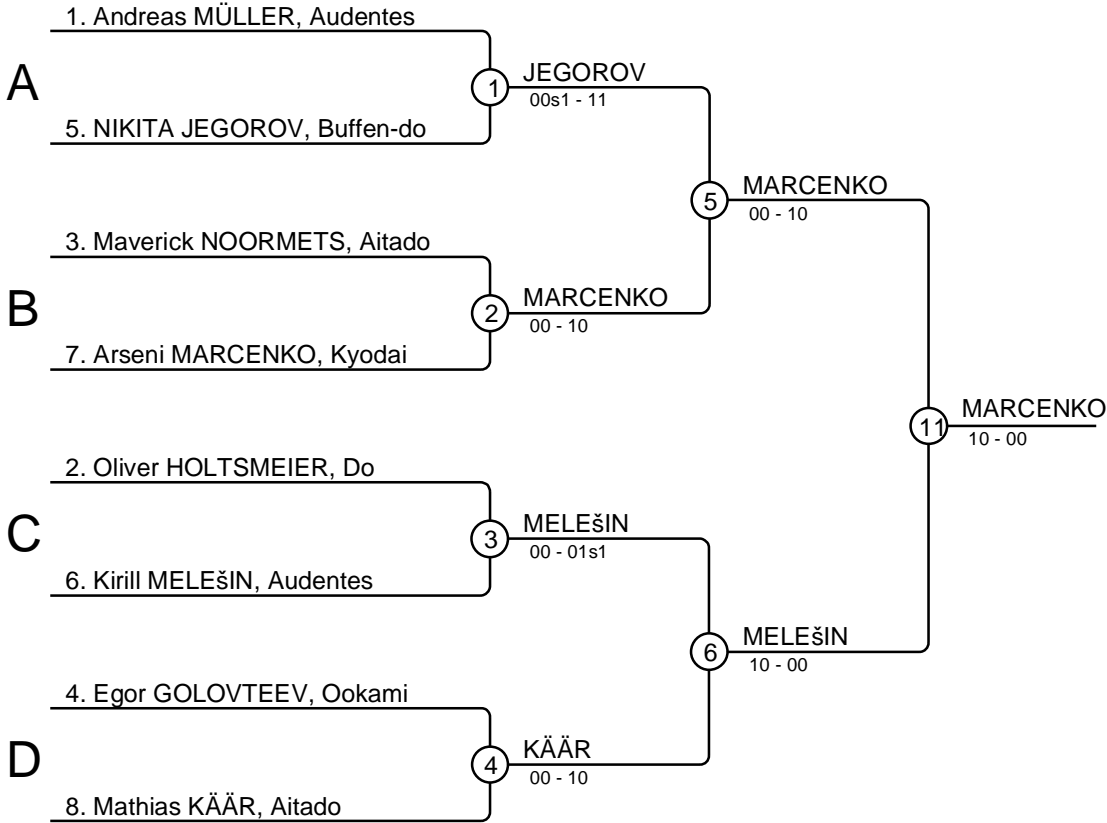 1. Andreas MÜLLER, Audentes
A
1
JEGOROV
00s1 - 11
5. NIKITA JEGOROV, Buffen-do
5
MARCENKO
00 - 10
3. Maverick NOORMETS, Aitado
B
2
MARCENKO
00 - 10
7. Arseni MARCENKO, Kyodai
11
MARCENKO
10 - 00
2. Oliver HOLTSMEIER, Do
C
3
MELEšIN
00 - 01s1
6. Kirill MELEšIN, Audentes
6
MELEšIN
10 - 00
4. Egor GOLOVTEEV, Ookami
D
4
KÄÄR
00 - 10
8. Mathias KÄÄR, Aitado